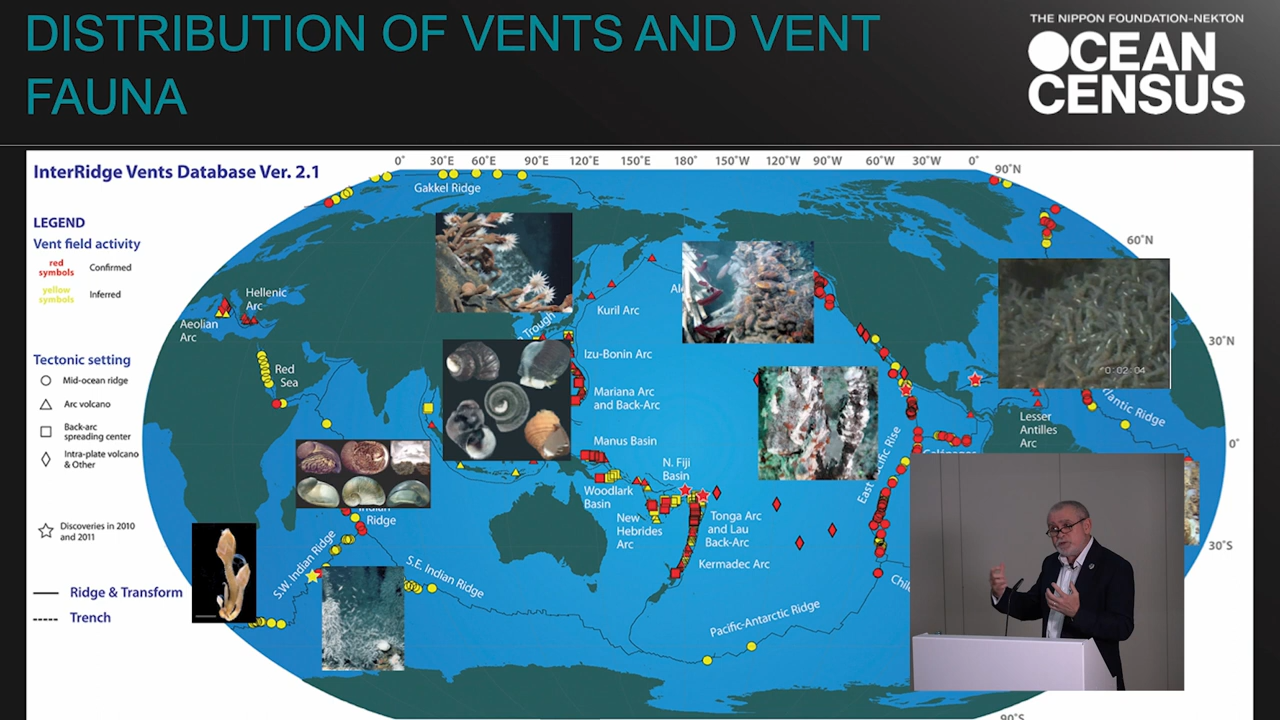 DISTRIBUTION OF VENTS AND VENT
FAUNA
THE NIPPON FOUNDATION-NEKTON
OCEAN
CENSUS
InterRidge Vents Database Ver. 2.1
0° 30°E 60°E 90°E 120°E 150°E 180° 150°W 120°W 90°W 60°W 30°W 0°
90°N
Gakkel Ridge
LEGEND
Vent field activity
red
symbols
Confirmed
yellow
symbols
Inferred
60°N
Hellenic
Arc
Aeolian
Arc
Kuril Arc
Trough
30°N
Izu-Bonin Arc
Tectonic setting
Mid-ocean ridge
Red
Sea
0:02:04
Arc volcano
Mariana Arc
and Back-Arc
Lesser
Antilles
Arc
Back-arc
spreading center
Manus Basin
0°
Intra-plate volcano
& Other
N. Fiji
Basin
Woodlark
Basin
Indian
Ridge
New
Hebrides
Arc
Tonga Arc
and Lau
Back-Arc
Discoveries in 2010
and 2011
30°S
Kermadec Arc
S.W. Indian Ridge
S.E. Indian Ridge
Ridge & Transform
Trench
Pacific-Antarctic Ridge
90°S